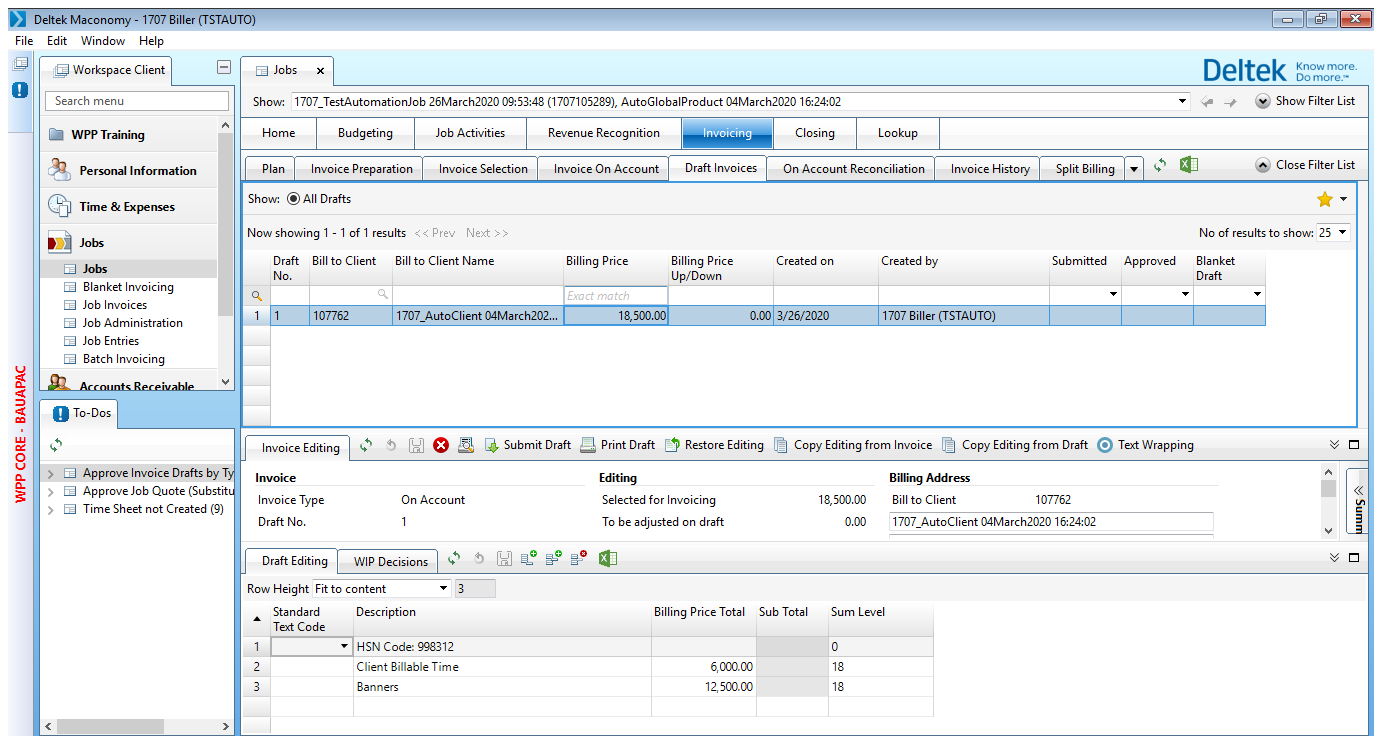 Deltek Maconomy - 1707 Biller (TSTAUTO)
File Edit Window Help
Workspace Client
Jobs
Deltek Know more. Do more.™
Search menu
Show: 1707_TestAutomationJob 26March2020 09:53:48 (1707105289), AutoGlobalProduct 04March2020 16:24:02
Show Filter List
WPP Training
Personal Information
Time & Expenses
Jobs
Jobs
Blanket Invoicing
Job Invoices
Job Administration
Job Entries
Batch Invoicing
Accounts Receivable
WPP CORE - BAUAPAC
To-Dos
Approve Invoice Drafts by Ty
Approve Job Quote (Substitu
Time Sheet not Created (9)
Home Budgeting Job Activities Revenue Recognition Invoicing Closing Lookup
Plan Invoice Preparation Invoice Selection Invoice On Account Draft Invoices On Account Reconciliation Invoice History Split Billing
Close Filter List
Show: All Drafts
Now showing 1 - 1 of 1 results << Prev Next >>
No of results to show: 25
Draft No. Bill to Client Bill to Client Name Billing Price Billing Price Up/Down Created on Created by Submitted Approved Blanket Draft
Exact match
1 1 107762 1707_AutoClient 04March202... 18,500.00 0.00 3/26/2020 1707 Biller (TSTAUTO)
Invoice Editing Submit Draft Print Draft Restore Editing Copy Editing from Invoice Copy Editing from Draft Text Wrapping
Invoice Editing Billing Address
Invoice Type On Account Selected for Invoicing 18,500.00 Bill to Client 107762
Draft No. 1 To be adjusted on draft 0.00 1707_AutoClient 04March2020 16:24:02
Summ
Draft Editing WIP Decisions
Row Height Fit to content 3
Standard Text Code Description Billing Price Total Sub Total Sum Level
1 HSN Code: 998312 0
2 Client Billable Time 6,000.00 18
3 Banners 12,500.00 18